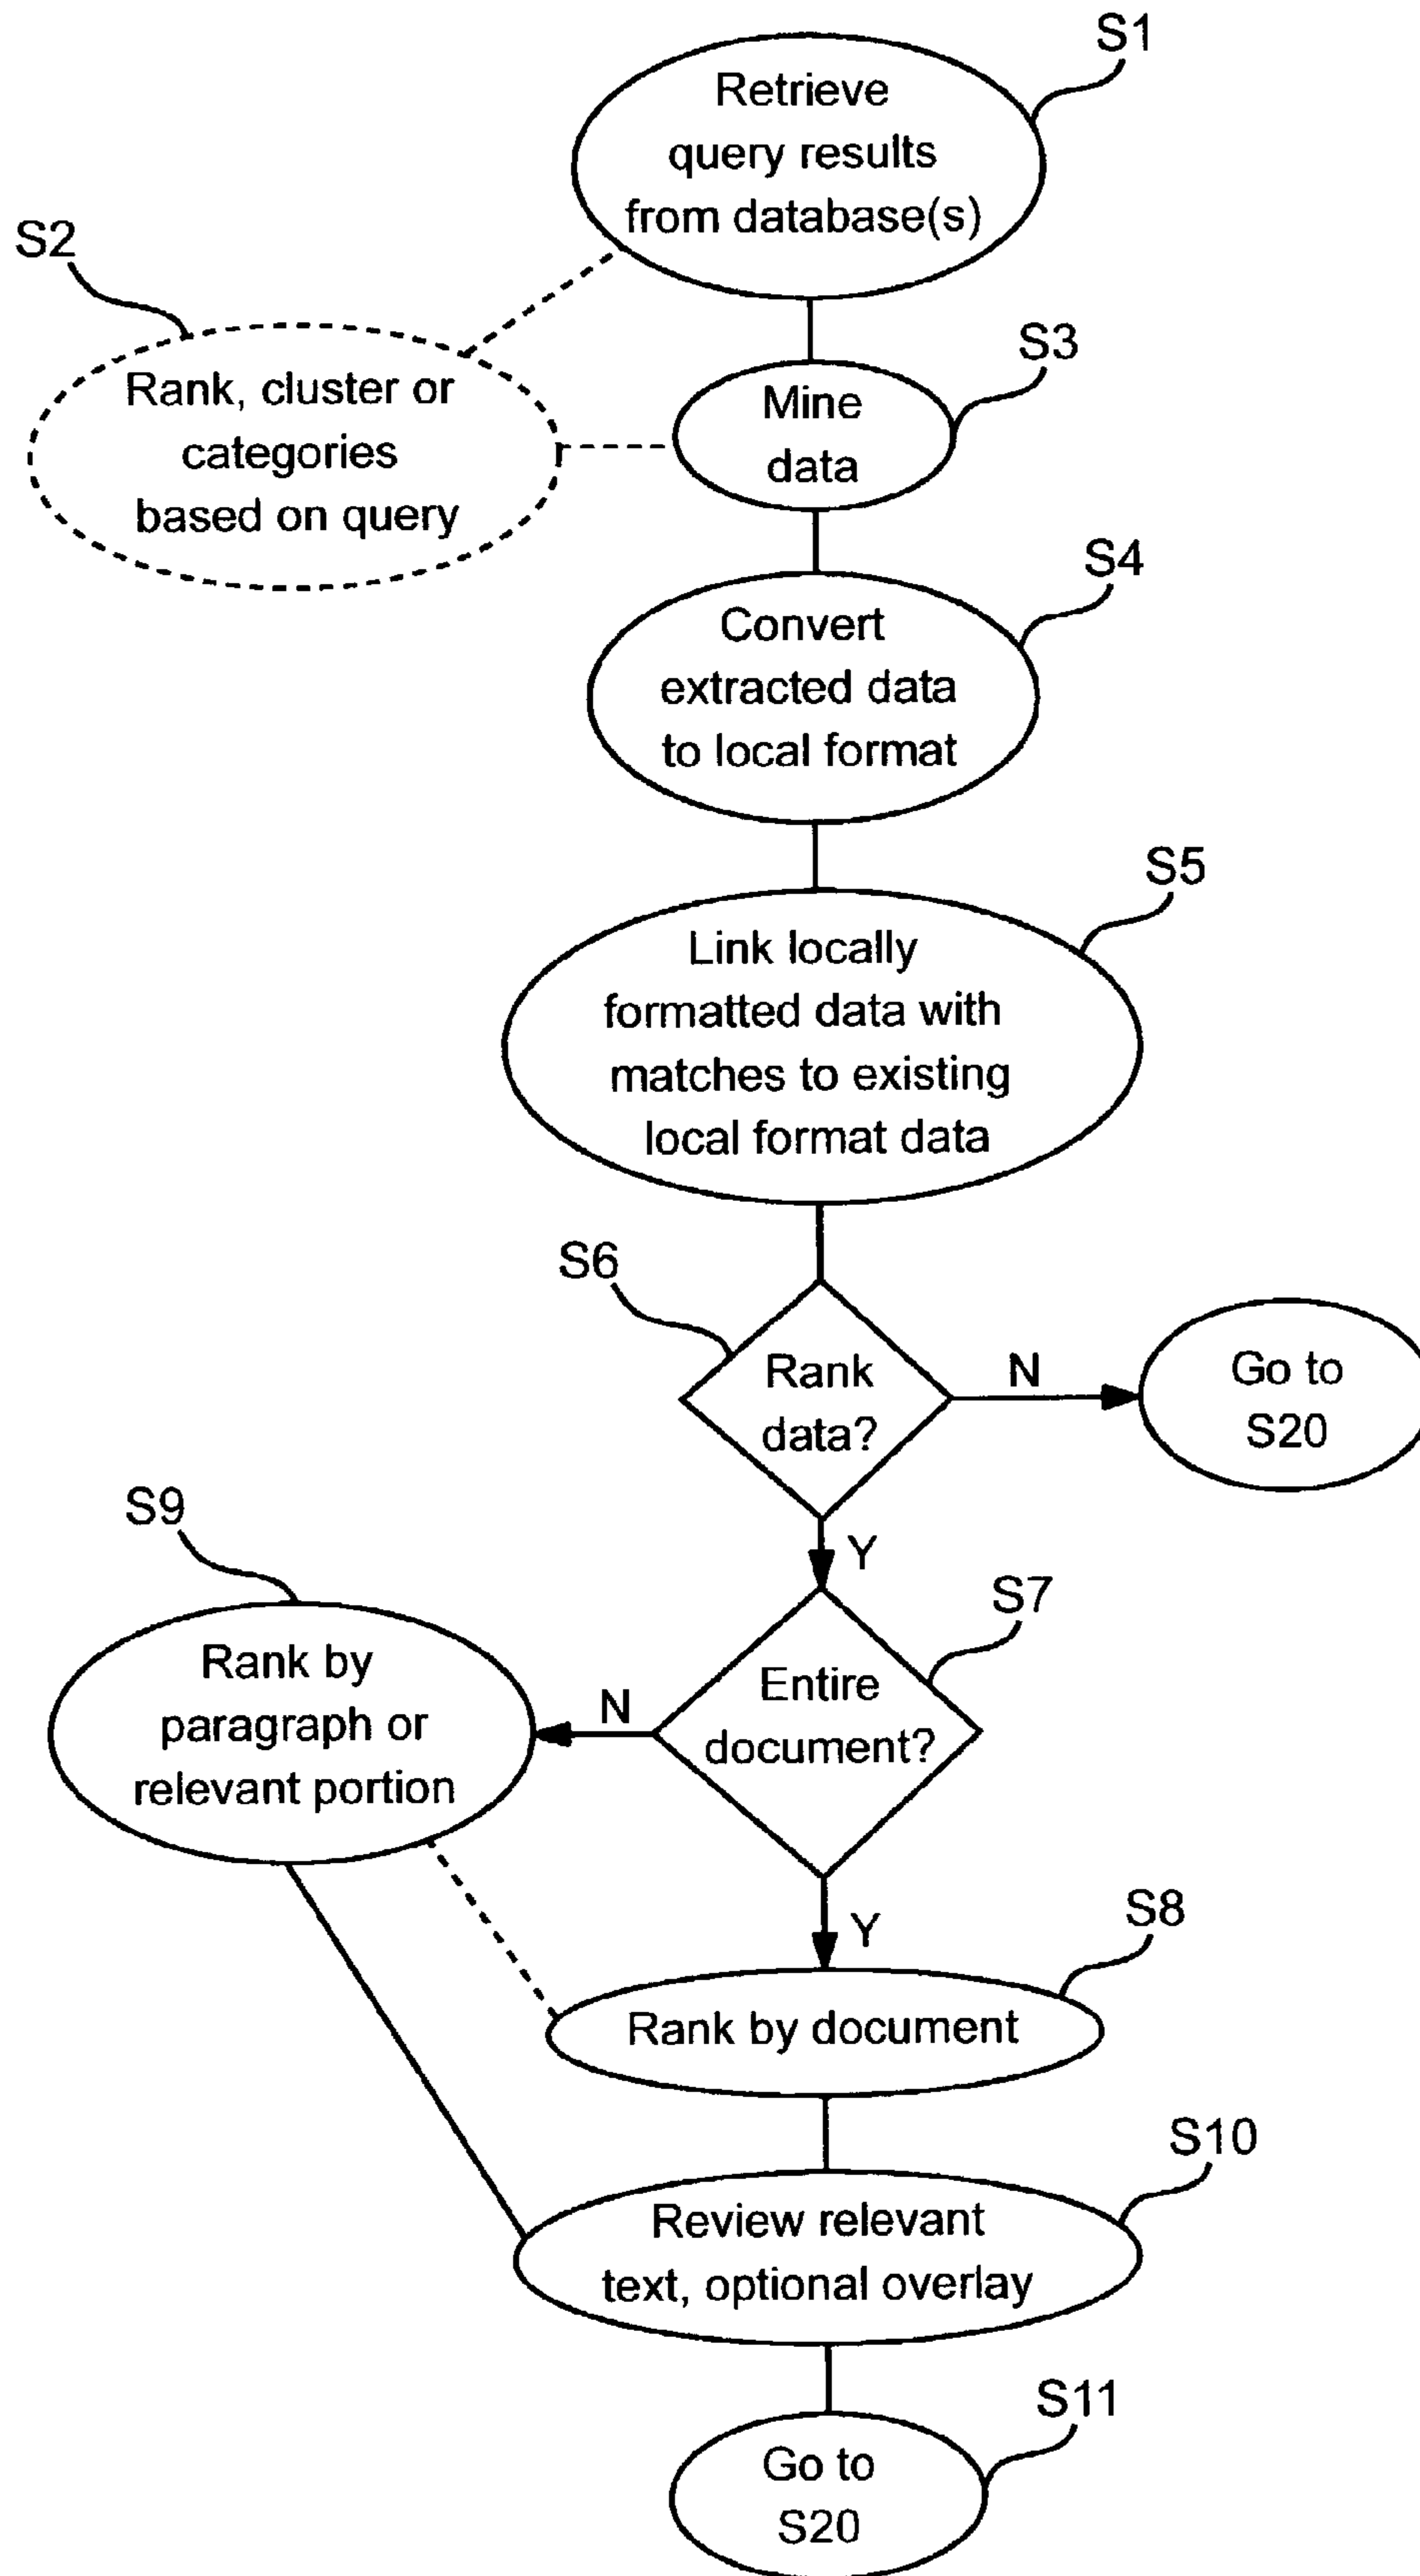 S1
Retrieve
query results
from database(s)
S2
Rank, cluster or
categories
based on query
S3
Mine
data
S4
Convert
extracted data
to local format
S5
Link locally
formatted data with
matches to existing
local format data
S6
Rank
data?
N
Go to
S20
Y
S7
Entire
document?
N
S9
Rank by
paragraph or
relevant portion
Y
S8
Rank by document
S10
Review relevant
text, optional overlay
S11
Go to
S20